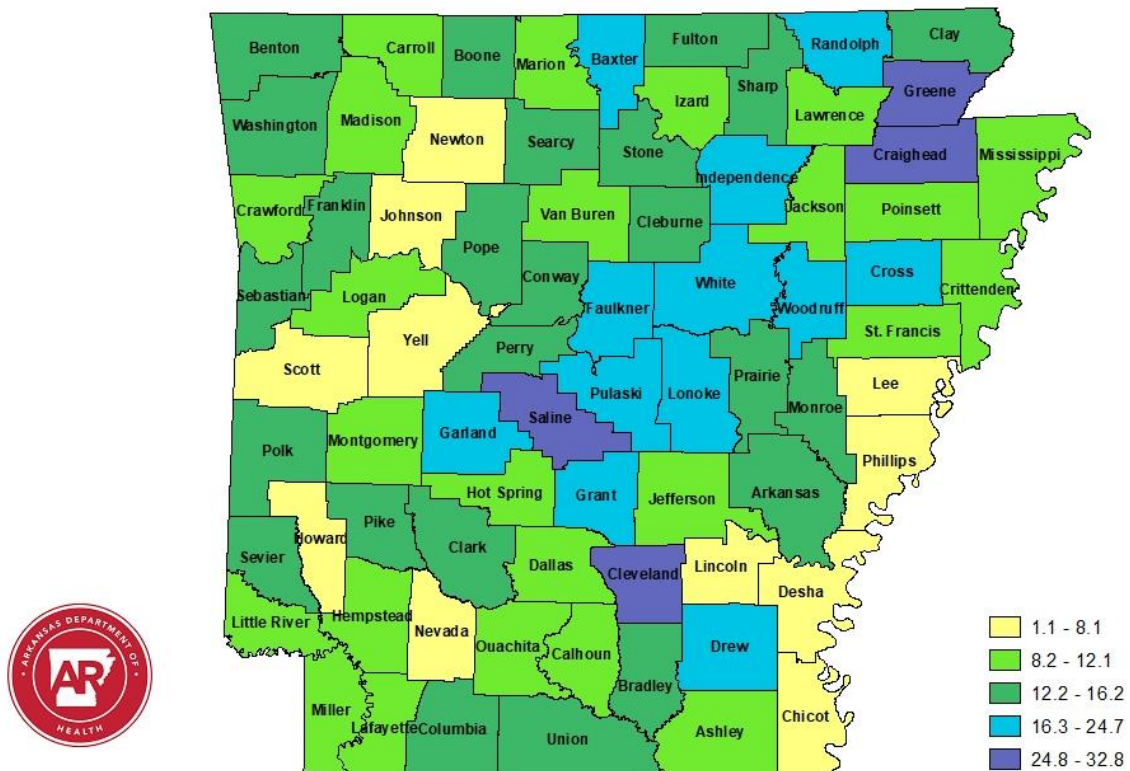 Benton
Carroll
Boone
Marion
Baxter
Fulton
Randolph
Clay
Washington
Madison
Newton
Searcy
Stone
Izard
Sharp
Lawrence
Greene
Craighead
Mississippi
Crawford
Franklin
Johnson
Pope
Van Buren
Cleburne
Independence
Jackson
Poinsett
Sebastian
Logan
Conway
Faulkner
White
Woodruff
Cross
Crittenden
Scott
Yell
Perry
Pulaski
Lonoke
Prairie
Monroe
St. Francis
Lee
Polk
Montgomery
Garland
Saline
Hot Spring
Grant
Jefferson
Arkansas
Phillips
Sevier
Howard
Pike
Clark
Dallas
Cleveland
Lincoln
Desha
Little River
Hempstead
Nevada
Ouachita
Calhoun
Bradley
Drew
Chicot
Miller
Lafayette
Columbia
Union
Ashley
ARKANSAS DEPARTMENT OF
AR
HEALTH
1.1 - 8.1
8.2 - 12.1
12.2 - 16.2
16.3 - 24.7
24.8 - 32.8